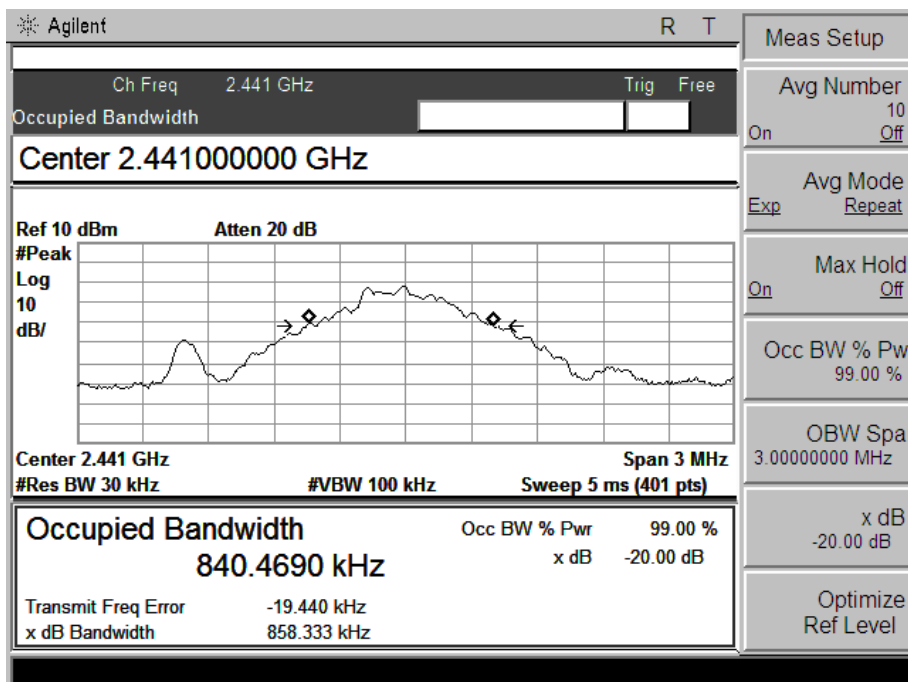 Agilent R T
Ch Freq 2.441 GHz Trig Free
Occupied Bandwidth
Center 2.441000000 GHz
Ref 10 dBm Atten 20 dB
#Peak
Log
10
dB/
Center 2.441 GHz Span 3 MHz
#Res BW 30 kHz #VBW 100 kHz Sweep 5 ms (401 pts)
Occupied Bandwidth
840.4690 kHz
Occ BW % Pwr 99.00 %
x dB -20.00 dB
Transmit Freq Error -19.440 kHz
x dB Bandwidth 858.333 kHz
Meas Setup
Avg Number
10
On Off
Avg Mode
Exp Repeat
Max Hold
On Off
Occ BW % Pw
99.00 %
OBW Spa
3.00000000 MHz
x dB
-20.00 dB
Optimize
Ref Level